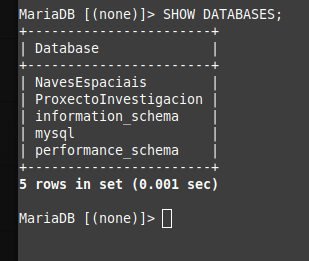 MariaDB [(none)]> SHOW DATABASES;
+-----------------------+
| Database              |
+-----------------------+
| NavesEspaciais        |
| ProxectoInvestigacion |
| information_schema    |
| mysql                 |
| performance_schema    |
+-----------------------+
5 rows in set (0.001 sec)
MariaDB [(none)]>